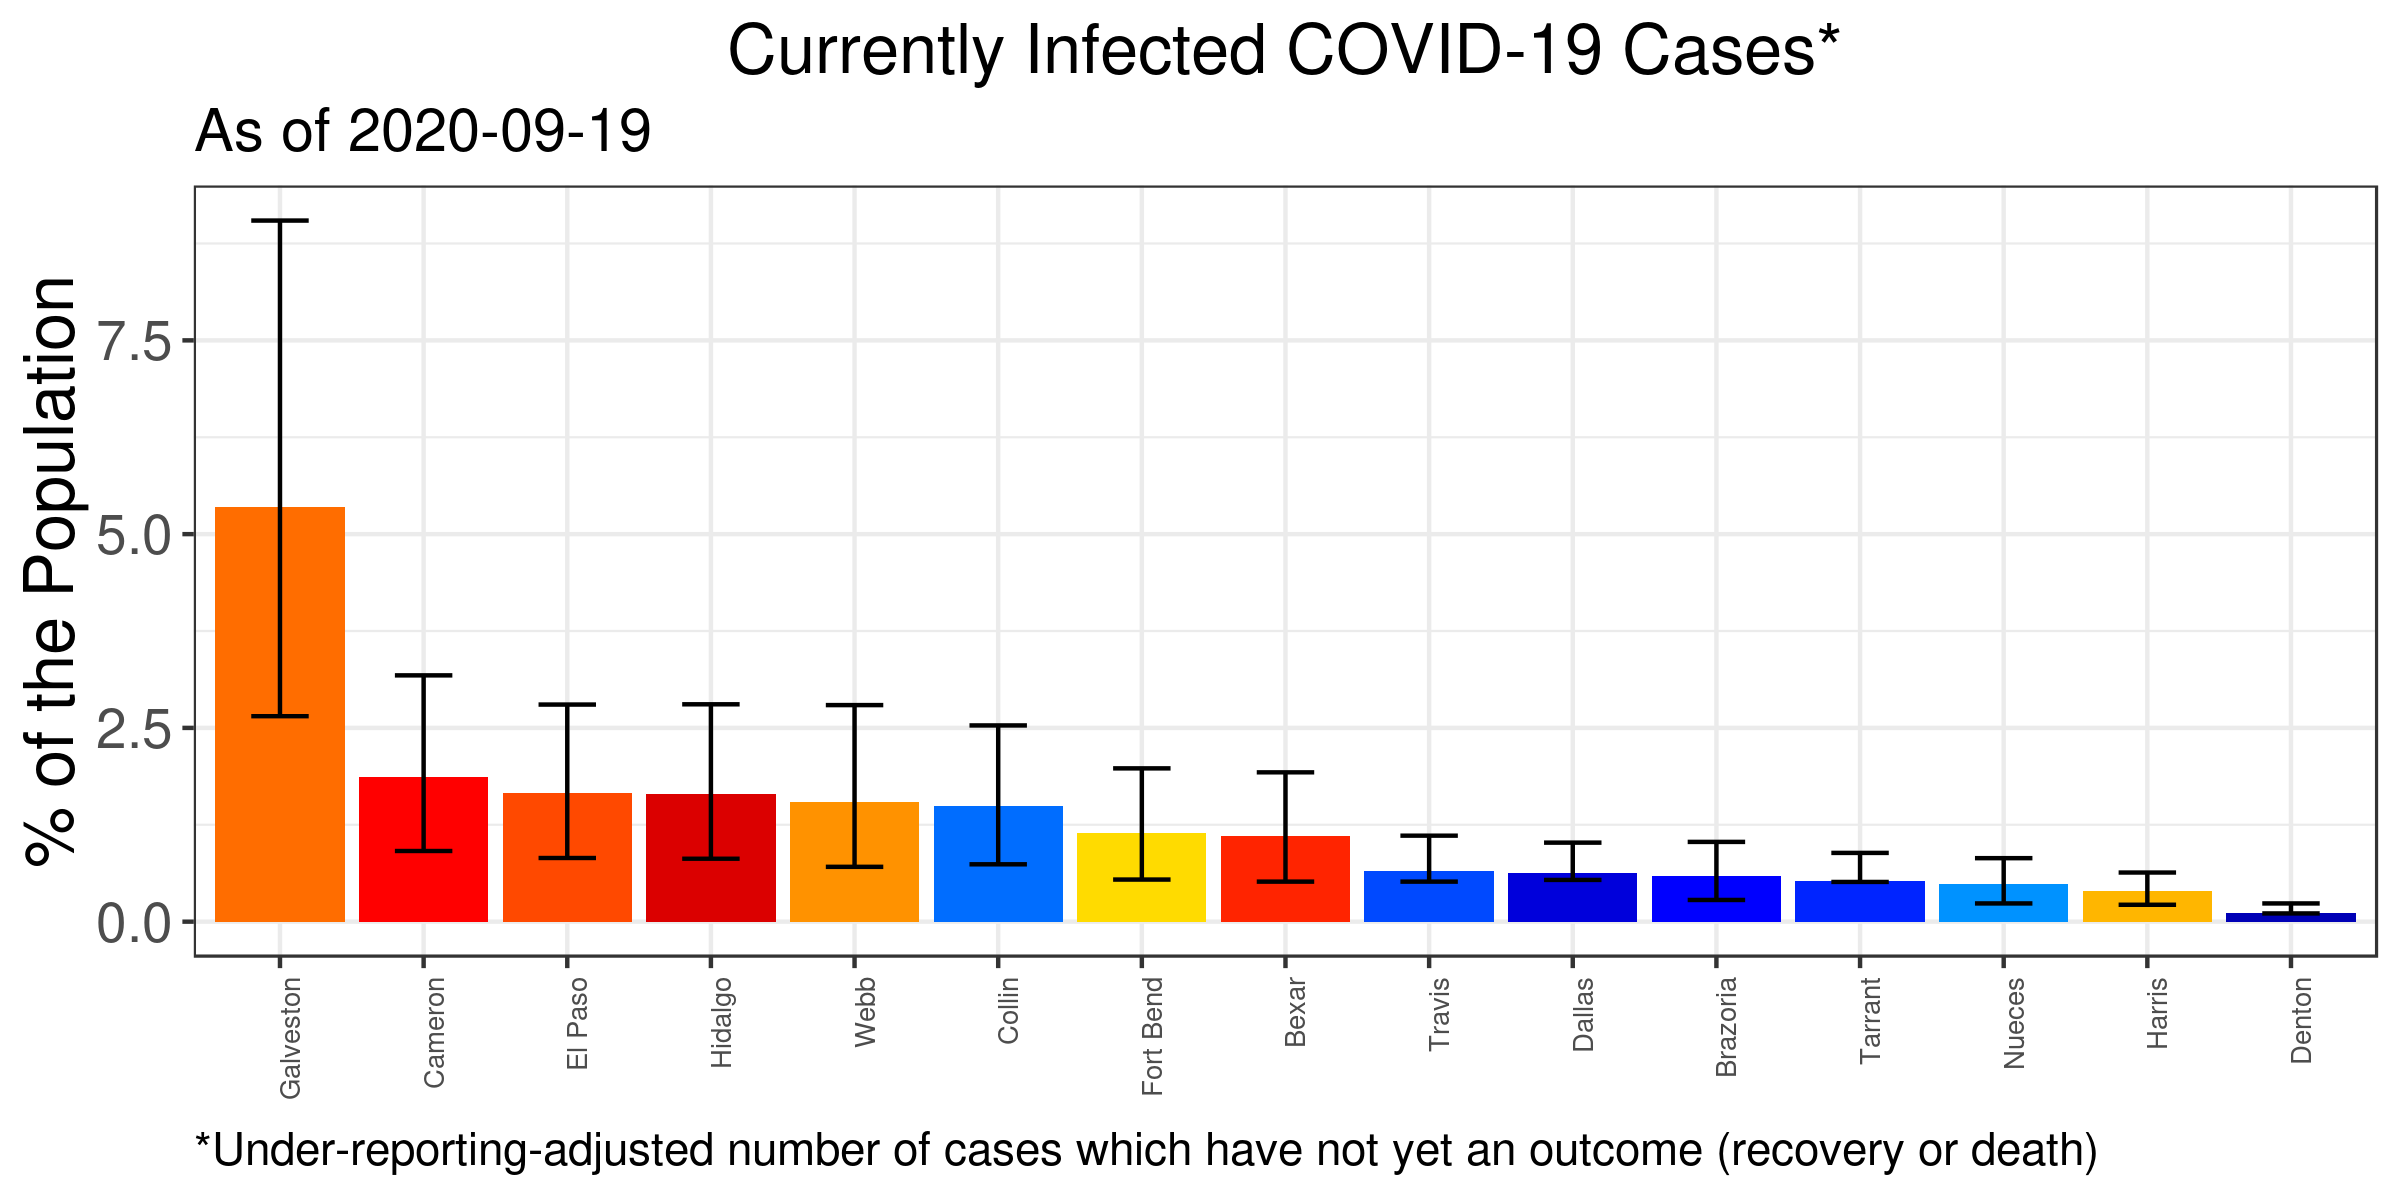 Currently Infected COVID-19 Cases*
As of 2020-09-19
% of the Population
7.5
5.0
2.5
0.0
Galveston
Cameron
El Paso
Hidalgo
Webb
Collin
Fort Bend
Bexar
Travis
Dallas
Brazoria
Tarrant
Nueces
Harris
Denton
*Under-reporting-adjusted number of cases which have not yet an outcome (recovery or death)